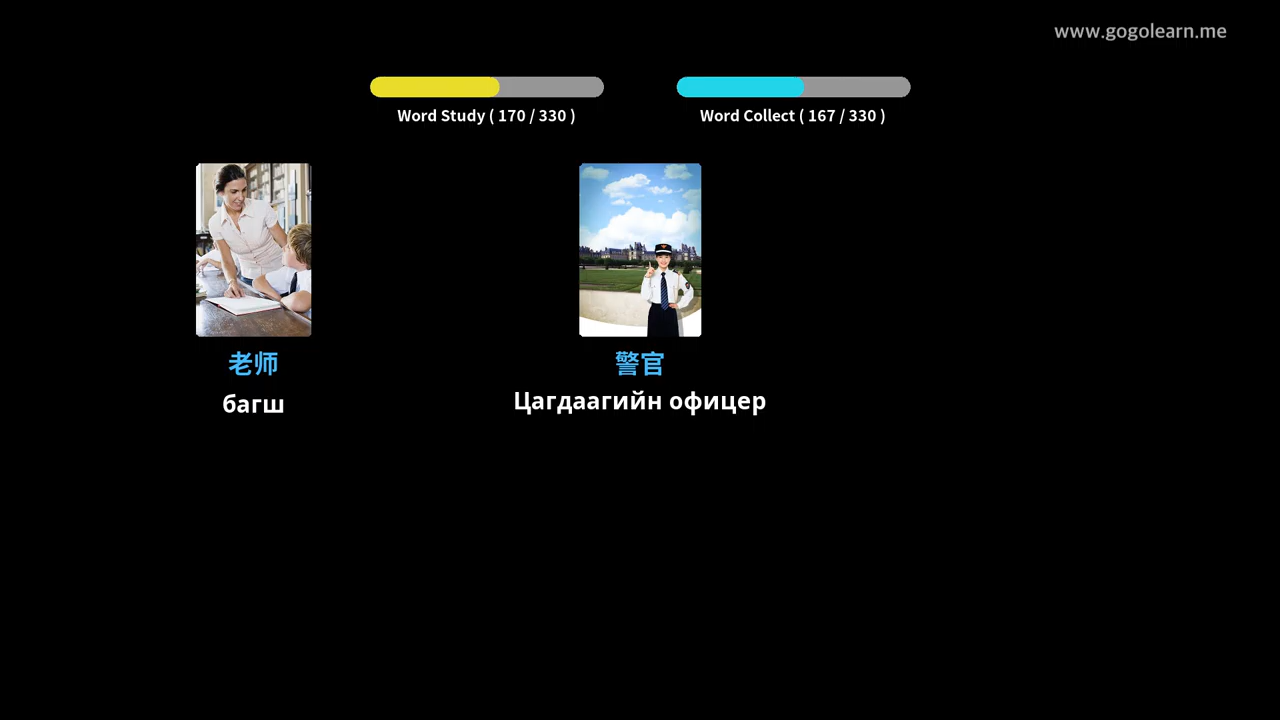 www.gogolearn.me
Word Study ( 170 / 330 )
Word Collect ( 167 / 330 )
老师
багш
警官
Цагдаагийн офицер